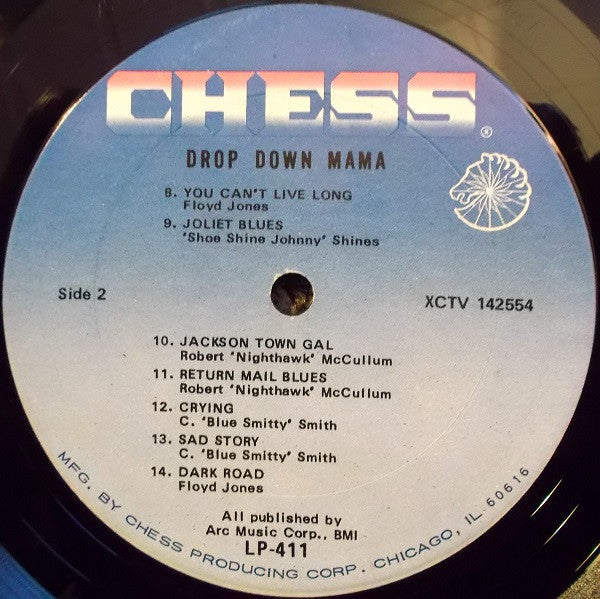 CHESS
®
DROP DOWN MAMA
8. YOU CAN'T LIVE LONG
Floyd Jones
9. JOLIET BLUES
"Shoe Shine Johnny" Shines
Side 2
XCTV 142554
10. JACKSON TOWN GAL
Robert "Nighthawk" McCullum
11. RETURN MAIL BLUES
Robert "Nighthawk" McCullum
12. CRYING
C. "Blue Smitty" Smith
13. SAD STORY
C. "Blue Smitty" Smith
14. DARK ROAD
Floyd Jones
All published by
Arc Music Corp., BMI
LP-411
MFG. BY CHESS PRODUCING CORP. CHICAGO, IL. 60616